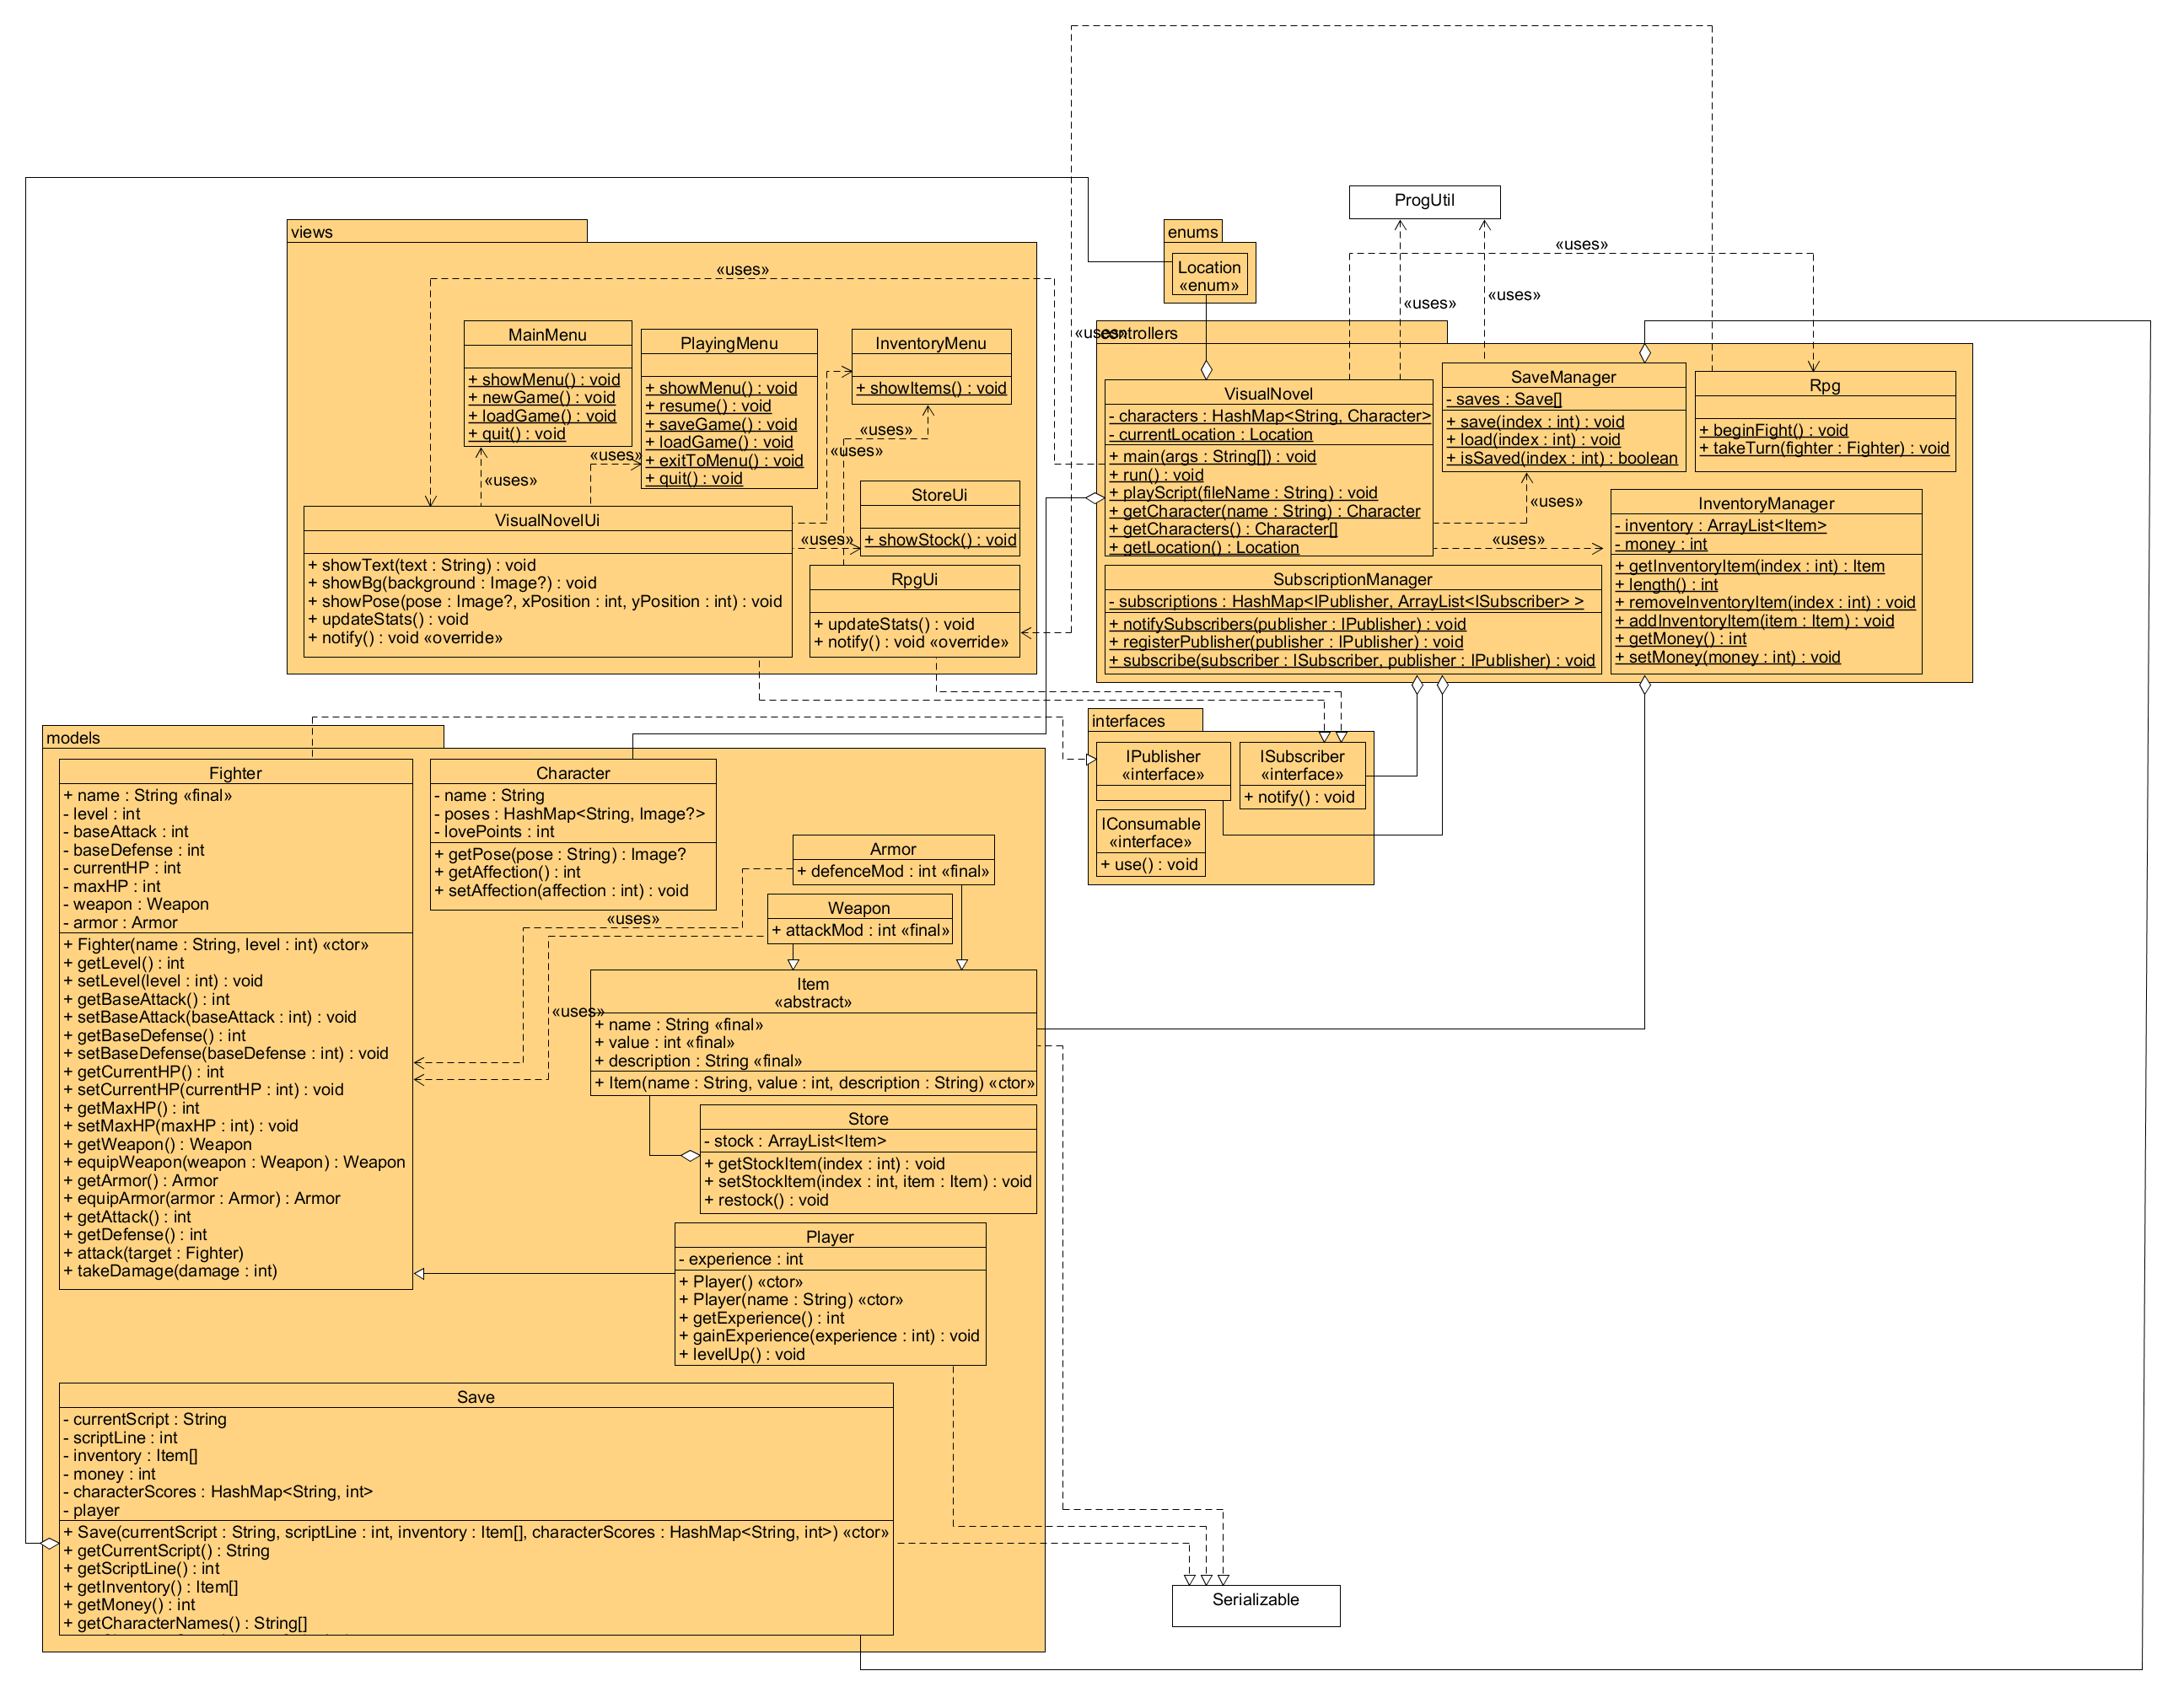 ProgUtil
views
enums
Location
«enum»
«uses»
«uses»
«uses»
«uses»
«uses»
controllers
MainMenu
+ showMenu() : void
+ newGame() : void
+ loadGame() : void
+ quit() : void
PlayingMenu
+ showMenu() : void
+ resume() : void
+ saveGame() : void
+ loadGame() : void
+ exitToMenu() : void
+ quit() : void
InventoryMenu
+ showItems() : void
«uses»
«uses»
«uses»
«uses»
«uses»
StoreUi
+ showStock() : void
VisualNovelUi
+ showText(text : String) : void
+ showBg(background : Image?) : void
+ showPose(pose : Image?, xPosition : int, yPosition : int) : void
+ updateStats() : void
+ notify() : void «override»
RpgUi
+ updateStats() : void
+ notify() : void «override»
VisualNovel
- characters : HashMap<String, Character>
- currentLocation : Location
+ main(args : String[]) : void
+ run() : void
+ playScript(fileName : String) : void
+ getCharacter(name : String) : Character
+ getCharacters() : Character[]
+ getLocation() : Location
SaveManager
- saves : Save[]
+ save(index : int) : void
+ load(index : int) : void
+ isSaved(index : int) : boolean
Rpg
+ beginFight() : void
+ takeTurn(fighter : Fighter) : void
«uses»
«uses»
InventoryManager
- inventory : ArrayList<Item>
- money : int
+ getInventoryItem(index : int) : Item
+ length() : int
+ removeInventoryItem(index : int) : void
+ addInventoryItem(item : Item) : void
+ getMoney() : int
+ setMoney(money : int) : void
SubscriptionManager
- subscriptions : HashMap<IPublisher, ArrayList<ISubscriber> >
+ notifySubscribers(publisher : IPublisher) : void
+ registerPublisher(publisher : IPublisher) : void
+ subscribe(subscriber : ISubscriber, publisher : IPublisher) : void
interfaces
IPublisher
«interface»
ISubscriber
«interface»
+ notify() : void
IConsumable
«interface»
+ use() : void
models
Fighter
+ name : String «final»
- level : int
- baseAttack : int
- baseDefense : int
- currentHP : int
- maxHP : int
- weapon : Weapon
- armor : Armor
+ Fighter(name : String, level : int) «ctor»
+ getLevel() : int
+ setLevel(level : int) : void
+ getBaseAttack() : int
+ setBaseAttack(baseAttack : int) : void
+ getBaseDefense() : int
+ setBaseDefense(baseDefense : int) : void
+ getCurrentHP() : int
+ setCurrentHP(currentHP : int) : void
+ getMaxHP() : int
+ setMaxHP(maxHP : int) : void
+ getWeapon() : Weapon
+ equipWeapon(weapon : Weapon) : Weapon
+ getArmor() : Armor
+ equipArmor(armor : Armor) : Armor
+ getAttack() : int
+ getDefense() : int
+ attack(target : Fighter)
+ takeDamage(damage : int)
Character
- name : String
- poses : HashMap<String, Image?>
- lovePoints : int
+ getPose(pose : String) : Image?
+ getAffection() : int
+ setAffection(affection : int) : void
Armor
+ defenceMod : int «final»
«uses»
Weapon
+ attackMod : int «final»
«uses»
Item
«abstract»
+ name : String «final»
+ value : int «final»
+ description : String «final»
+ Item(name : String, value : int, description : String) «ctor»
Store
- stock : ArrayList<Item>
+ getStockItem(index : int) : void
+ setStockItem(index : int, item : Item) : void
+ restock() : void
Player
- experience : int
+ Player() «ctor»
+ Player(name : String) «ctor»
+ getExperience() : int
+ gainExperience(experience : int) : void
+ levelUp() : void
Save
- currentScript : String
- scriptLine : int
- inventory : Item[]
- money : int
- characterScores : HashMap<String, int>
- player
+ Save(currentScript : String, scriptLine : int, inventory : Item[], characterScores : HashMap<String, int>) «ctor»
+ getCurrentScript() : String
+ getScriptLine() : int
+ getInventory() : Item[]
+ getMoney() : int
+ getCharacterNames() : String[]
Serializable